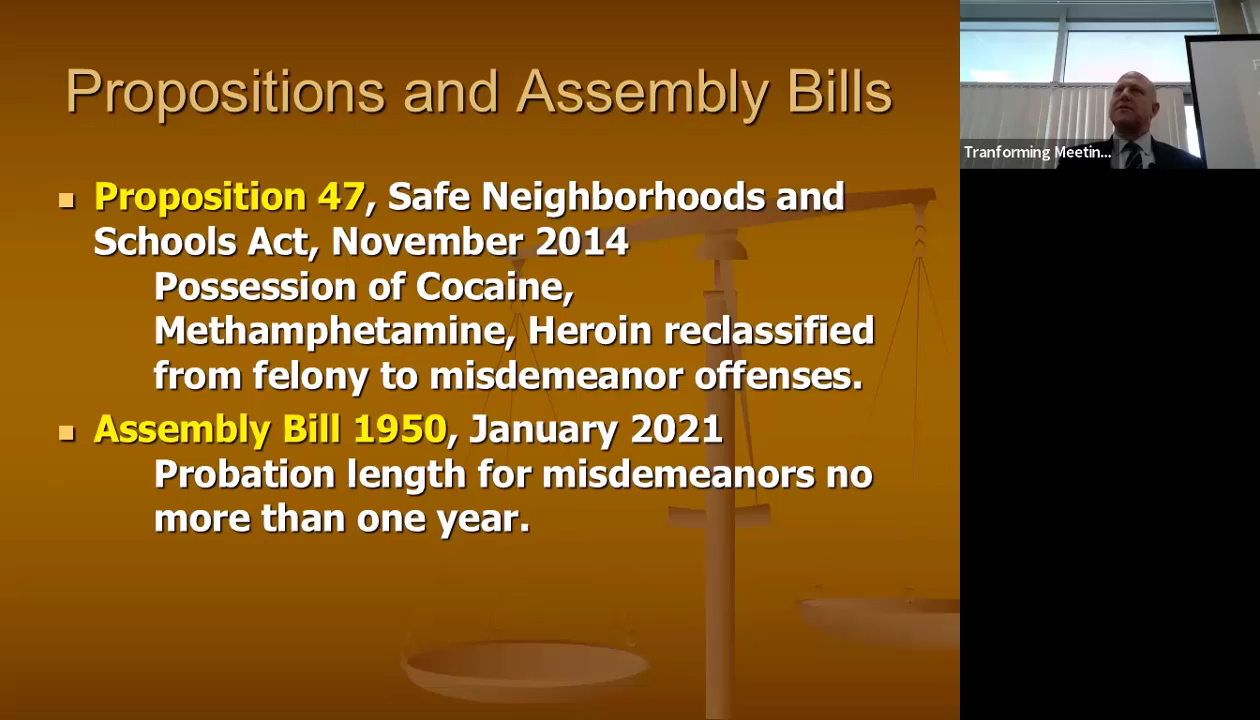 Propositions and Assembly Bills
Proposition 47, Safe Neighborhoods and
Schools Act, November 2014
Possession of Cocaine,
Methamphetamine, Heroin reclassified
from felony to misdemeanor offenses.
Assembly Bill 1950, January 2021
Probation length for misdemeanors no
more than one year.
Tranforming Meetin...